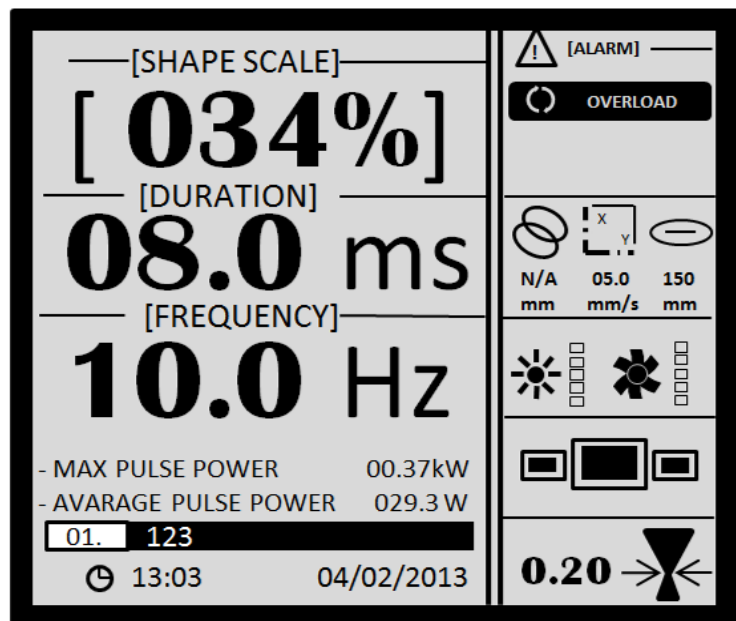 [SHAPE SCALE]
[ 034%]
[DURATION]
08.0 ms
[FREQUENCY]
10.0 Hz
- MAX PULSE POWER 00.37kW
- AVARAGE PULSE POWER 029.3 W
01. 123
13:03 04/02/2013
! [ALARM]
OVERLOAD
X
Y
N/A 05.0 150
mm mm/s mm
0.20